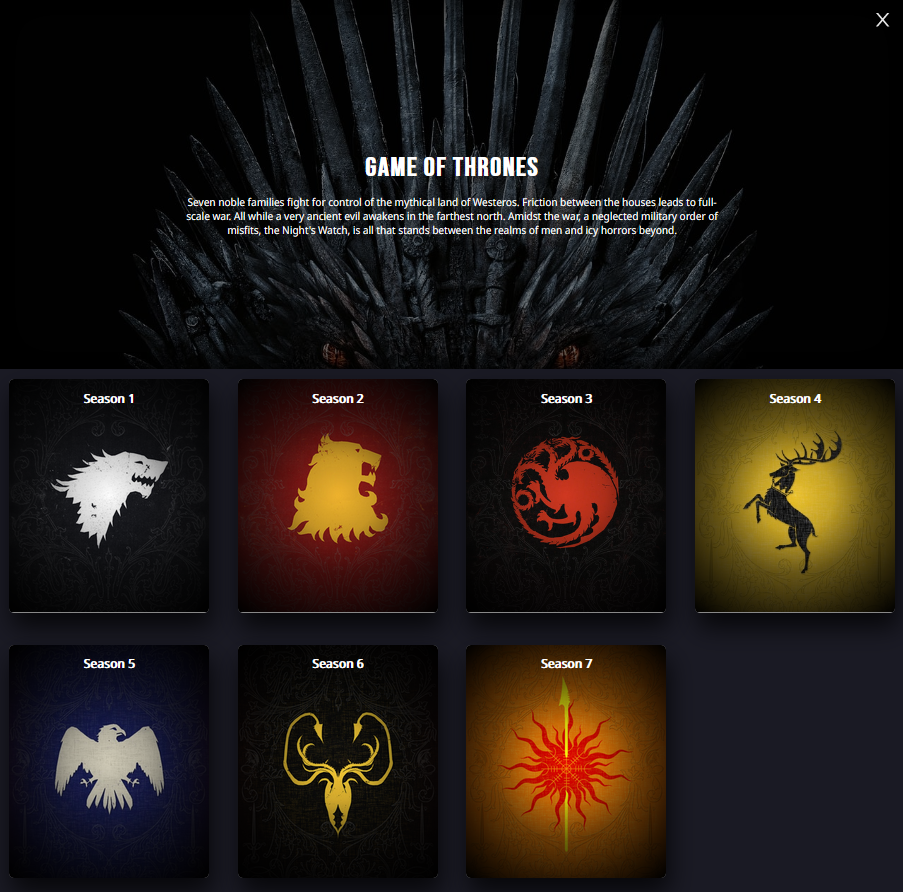 X
GAME OF THRONES
Seven noble families fight for control of the mythical land of Westeros. Friction between the houses leads to full-
scale war. All while a very ancient evil awakens in the farthest north. Amidst the war, a neglected military order of
misfits, the Night's Watch, is all that stands between the realms of men and icy horrors beyond.
Season 1
Season 2
Season 3
Season 4
Season 5
Season 6
Season 7